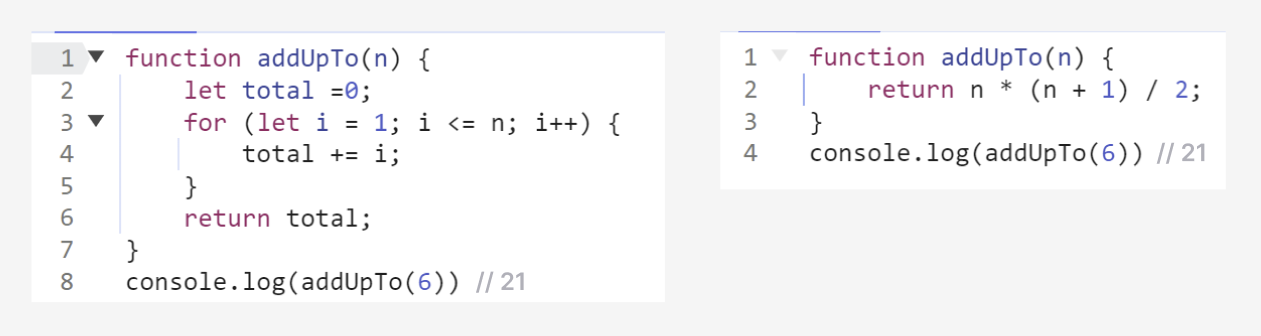 1 function addUpTo(n) {
2 let total =0;
3 for (let i = 1; i <= n; i++) {
4 total += i;
5 }
6 return total;
7 }
8 console.log(addUpTo(6)) // 21
1 function addUpTo(n) {
2 return n * (n + 1) / 2;
3 }
4 console.log(addUpTo(6)) // 21